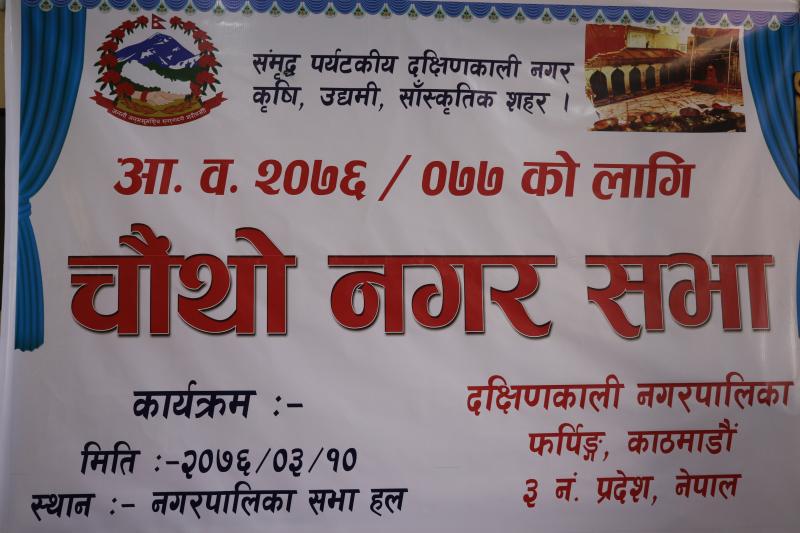 संमृद्ध पर्यटकीय दक्षिणकाली नगर
कृषि, उद्यमी, साँस्कृतिक शहर ।
आ. व. २०७६ / ०७७ को लागि
चौंथो नगर सभा
कार्यक्रम :-
मिति :-२०७६/०३/१०
स्थान :- नगरपालिका सभा हल
दक्षिणकाली नगरपालिका
फर्पिङ्ग, काठमाडौं
३ नं. प्रदेश, नेपाल